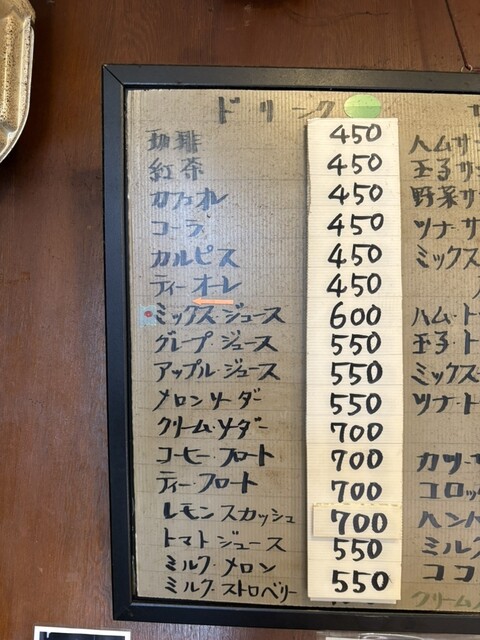 ドリンク
珈琲 450
紅茶 450
カフェオレ 450
コーラ 450
カルピス 450
ティーオーレ 450
ミックス・ジュース 600
グレープ・ジュース 550
アップル・ジュース 550
メロンソーダー 550
クリーム・ソーダー 700
コーヒ・フロート 700
ティー・フロート 700
レモンスカッシュ 700
トマトジュース 550
ミルク・メロン
ミルク・ストロベリー 550
ハムサ
玉子サ
野菜サ
ツナ・サ
ミックス
ハム・ト
玉子・ト
ミックス
ツナ・ト
カツ・サ
コロッ
ハン
ミル
ココ
クリーム